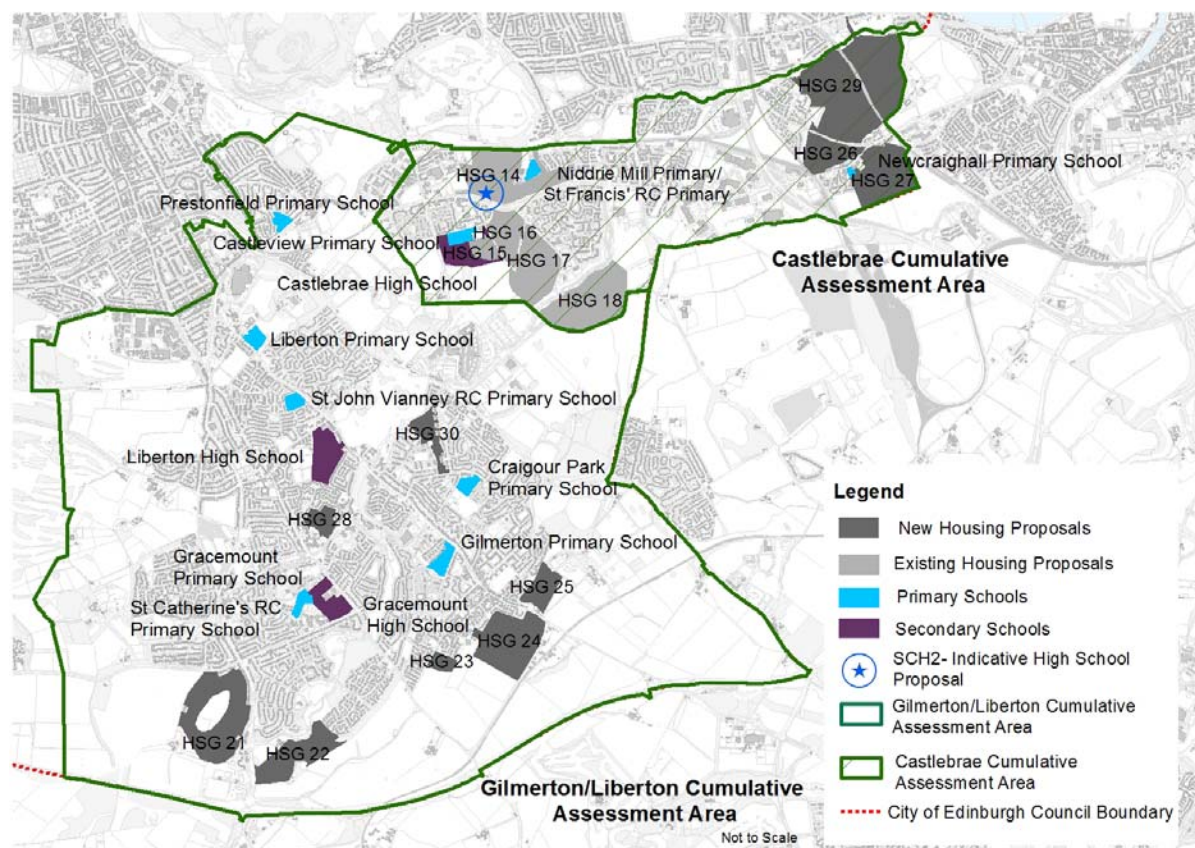 HSG 29
HSG 26
Newcraighall Primary School
HSG 27
HSG 14
Niddrie Mill Primary/
St Francis' RC Primary
Prestonfield Primary School
Castleview Primary School
HSG 16
HSG 15
HSG 17
Castlebrae High School
HSG 18
Castlebrae Cumulative
Assessment Area
Liberton Primary School
St John Vianney RC Primary School
HSG 30
Liberton High School
Craigour Park
Primary School
HSG 28
Gilmerton Primary School
Gracemount
Primary School
HSG 25
St Catherine's RC
Primary School
Gracemount
High School
HSG 24
HSG 23
HSG 21
HSG 22
Gilmerton/Liberton Cumulative
Assessment Area
Not to Scale
Legend
New Housing Proposals
Existing Housing Proposals
Primary Schools
Secondary Schools
SCH2- Indicative High School
Proposal
Gilmerton/Liberton Cumulative
Assessment Area
Castlebrae Cumulative
Assessment Area
City of Edinburgh Council Boundary